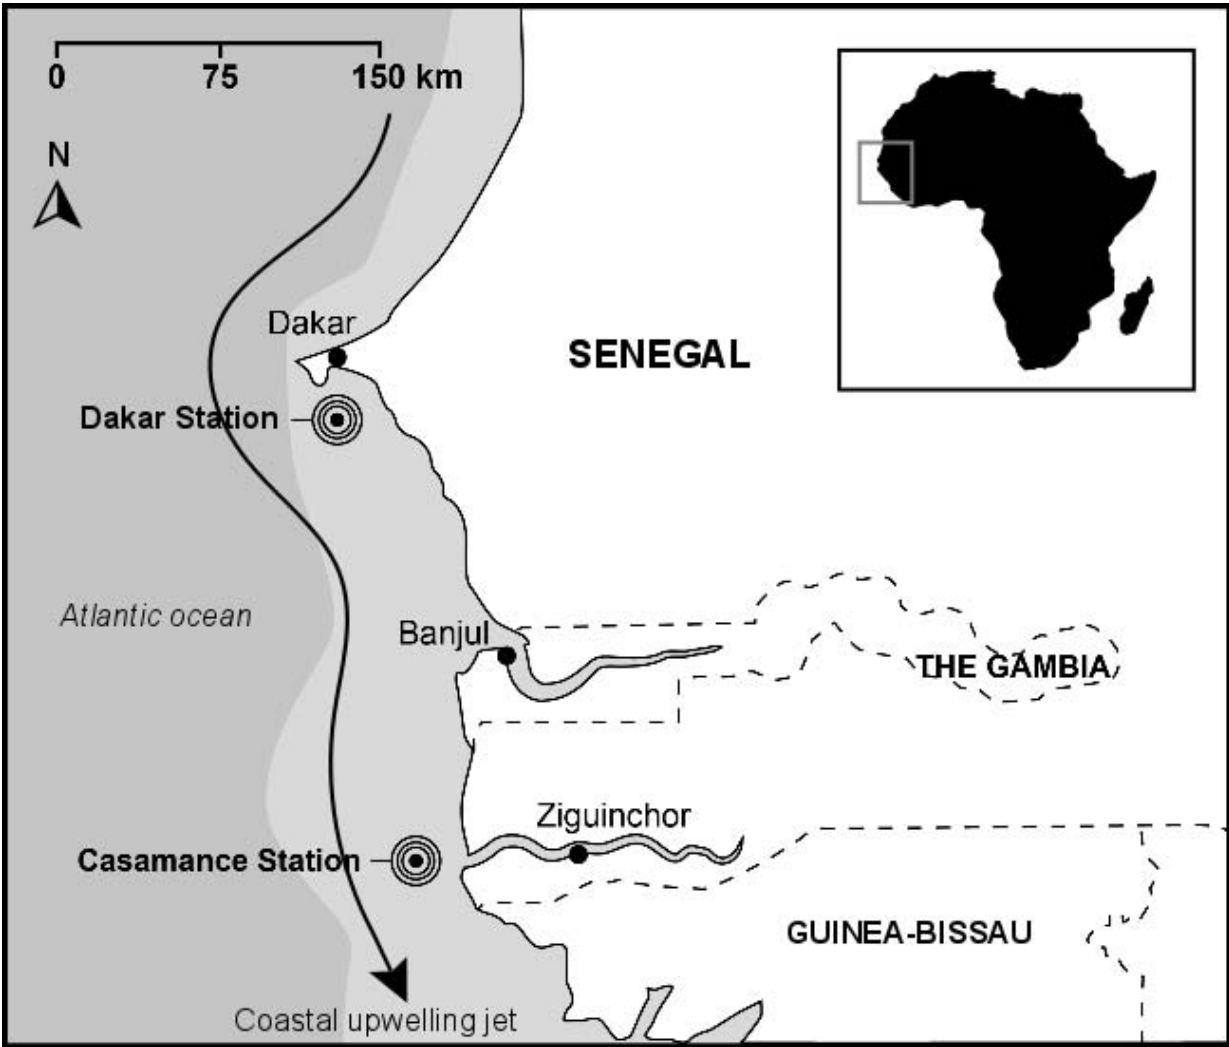 0 75 150 km
N
Dakar
SENEGAL
Dakar Station
Atlantic ocean
Banjul
THE GAMBIA
Ziguinchor
Casamance Station
GUINEA-BISSAU
Coastal upwelling jet